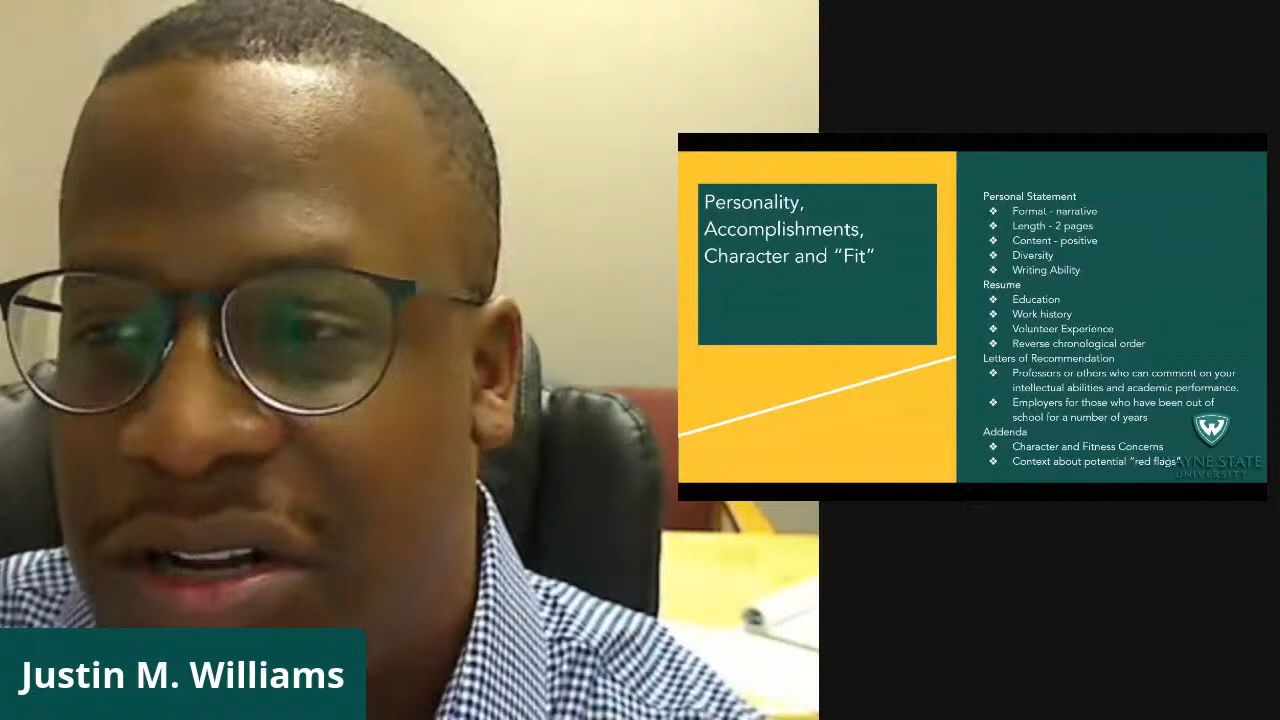 Personality,
Accomplishments,
Character and “Fit”
Personal Statement
❖ Format - narrative
❖ Length - 2 pages
❖ Content - positive
❖ Diversity
❖ Writing Ability
Resume
❖ Education
❖ Work history
❖ Volunteer Experience
❖ Reverse chronological order
Letters of Recommendation
❖ Professors or others who can comment on your
intellectual abilities and academic performance.
❖ Employers for those who have been out of
school for a number of years
Addenda
❖ Character and Fitness Concerns
❖ Context about potential “red flags”
W
AYNE STATE
UNIVERSITY
Justin M. Williams